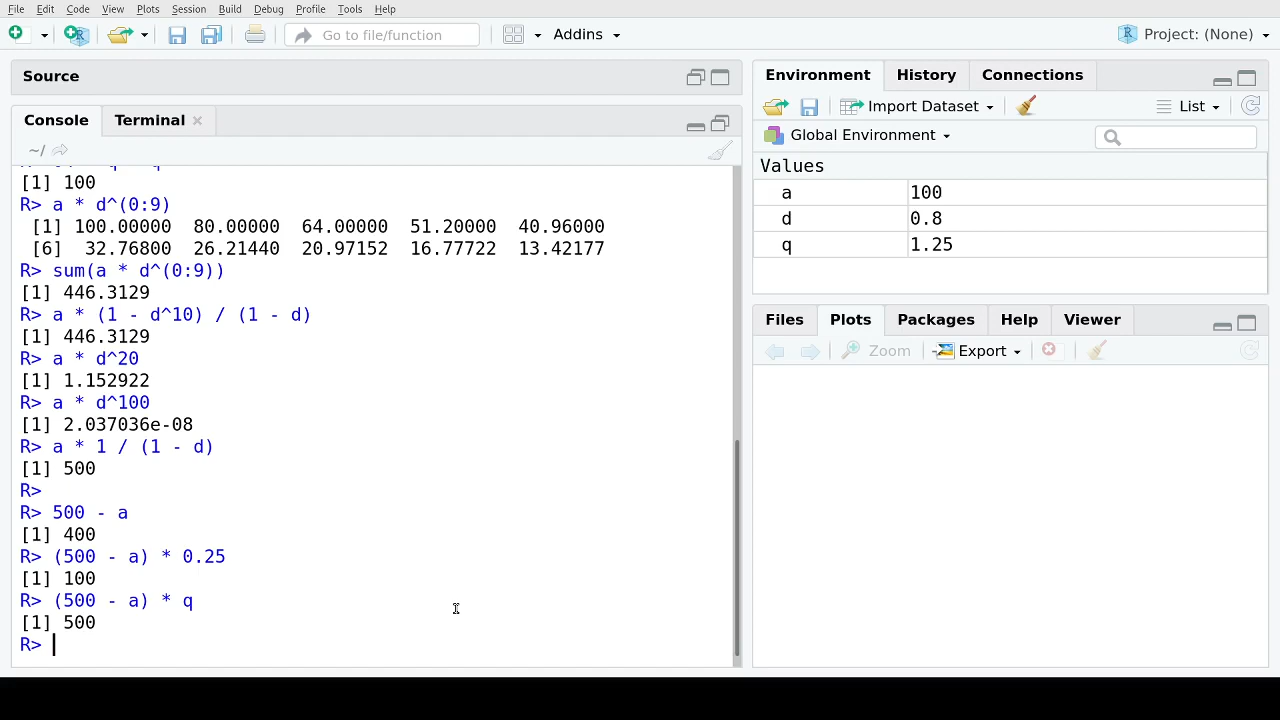 File Edit Code View Plots Session Build Debug Profile Tools Help
Go to file/function Addins Project: (None)
Source
Console Terminal
~/
[1] 100
R> a * d^(0:9)
[1] 100.00000 80.00000 64.00000 51.20000 40.96000
[6] 32.76800 26.21440 20.97152 16.77722 13.42177
R> sum(a * d^(0:9))
[1] 446.3129
R> a * (1 - d^10) / (1 - d)
[1] 446.3129
R> a * d^20
[1] 1.152922
R> a * d^100
[1] 2.037036e-08
R> a * 1 / (1 - d)
[1] 500
R>
R> 500 - a
[1] 400
R> (500 - a) * 0.25
[1] 100
R> (500 - a) * q
[1] 500
R>
Environment History Connections
Import Dataset List
Global Environment
Values
a 100
d 0.8
q 1.25
Files Plots Packages Help Viewer
Zoom Export